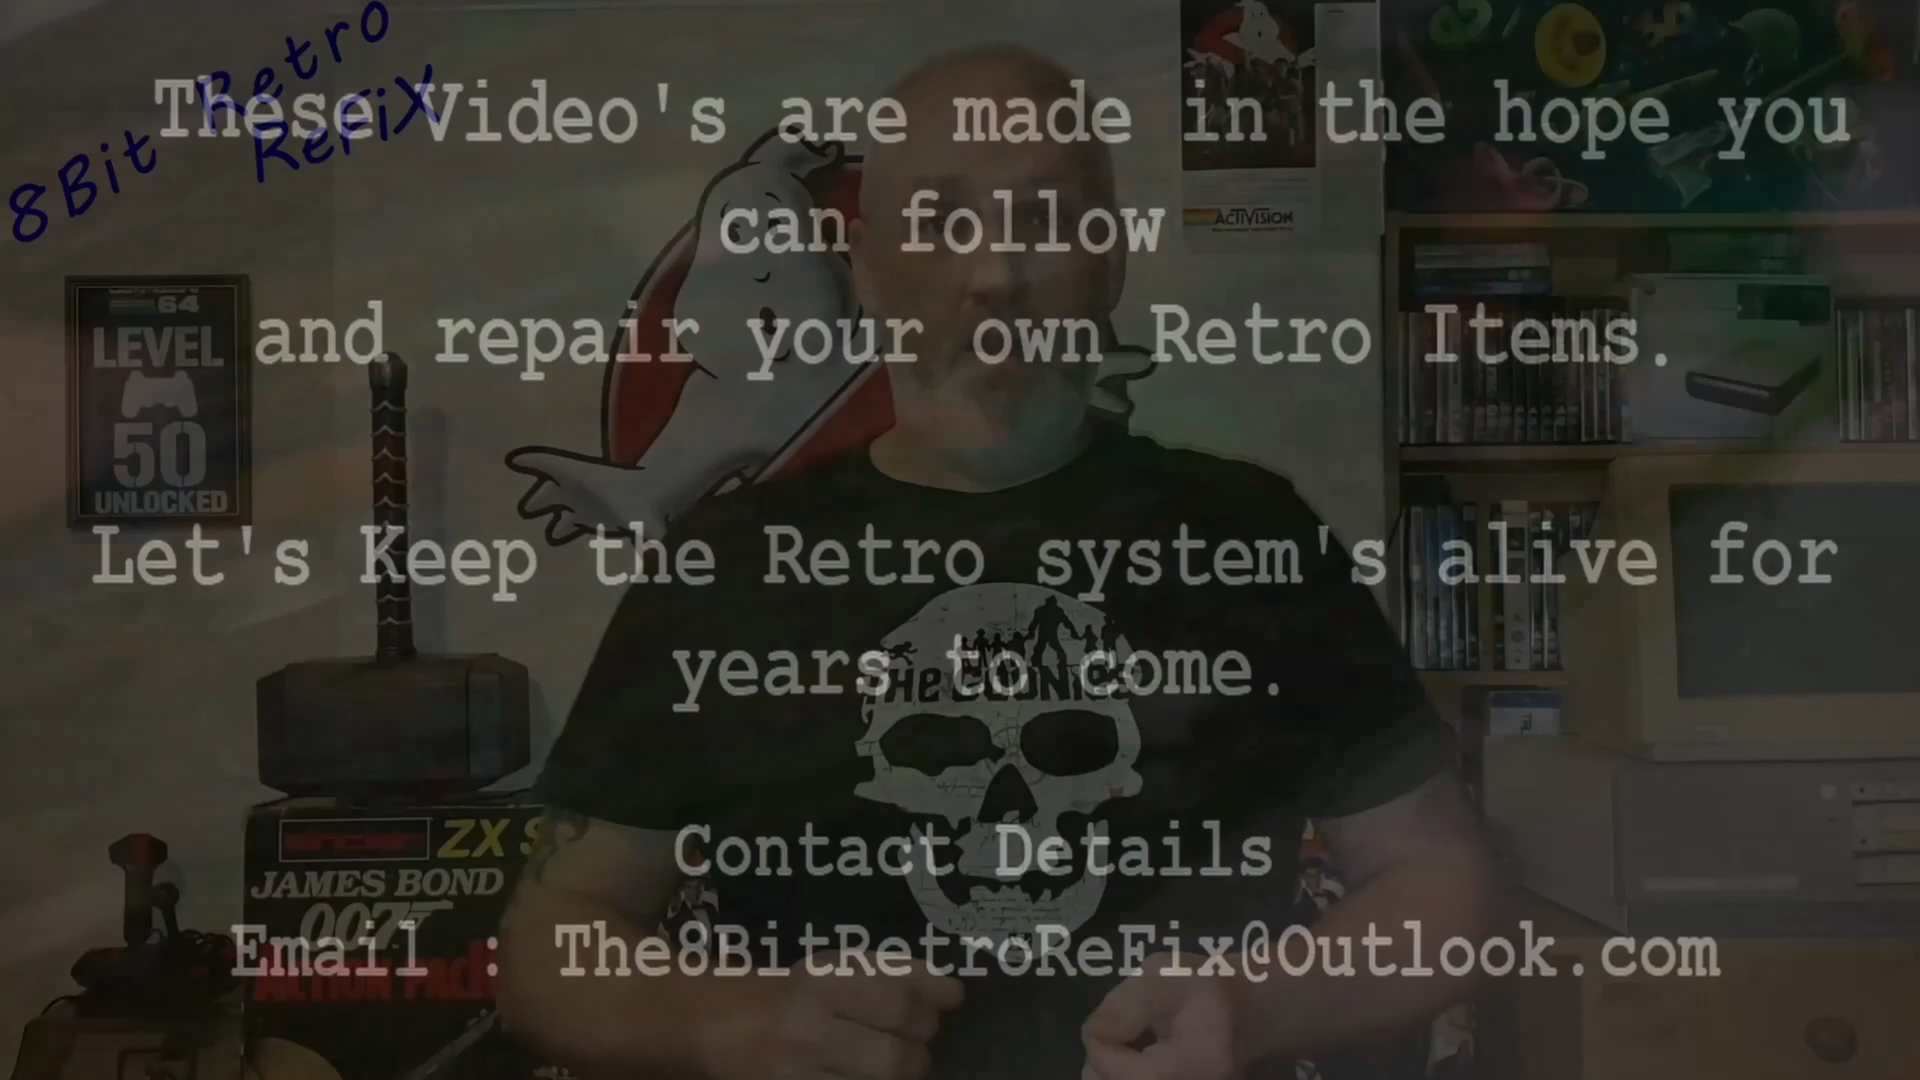 8Bit Retro
ReFiX
These Video's are made in the hope you
can follow
and repair your own Retro Items.
Let's Keep the Retro system's alive for
years to come.
Contact Details
Email : The8BitRetroReFix@Outlook.com
ACTIVISION
64
LEVEL
50
UNLOCKED
THE GOONIES
ZX S
JAMES BOND
007
ACTION PACK